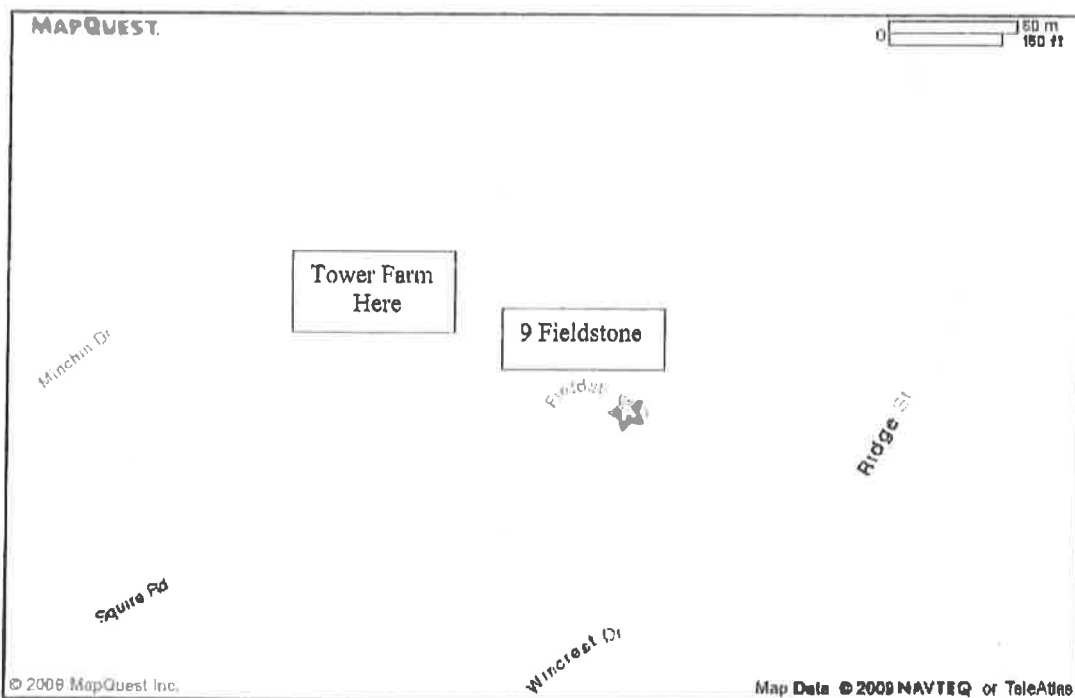 MAPQUEST.
0
60 m
150 ft
Tower Farm
Here
9 Fieldstone
Minchin Dr
Ridge St
Squire Rd
Wincrest Dr
© 2009 MapQuest Inc.
Map Data © 2009 NAVTEQ or TeleAtlas